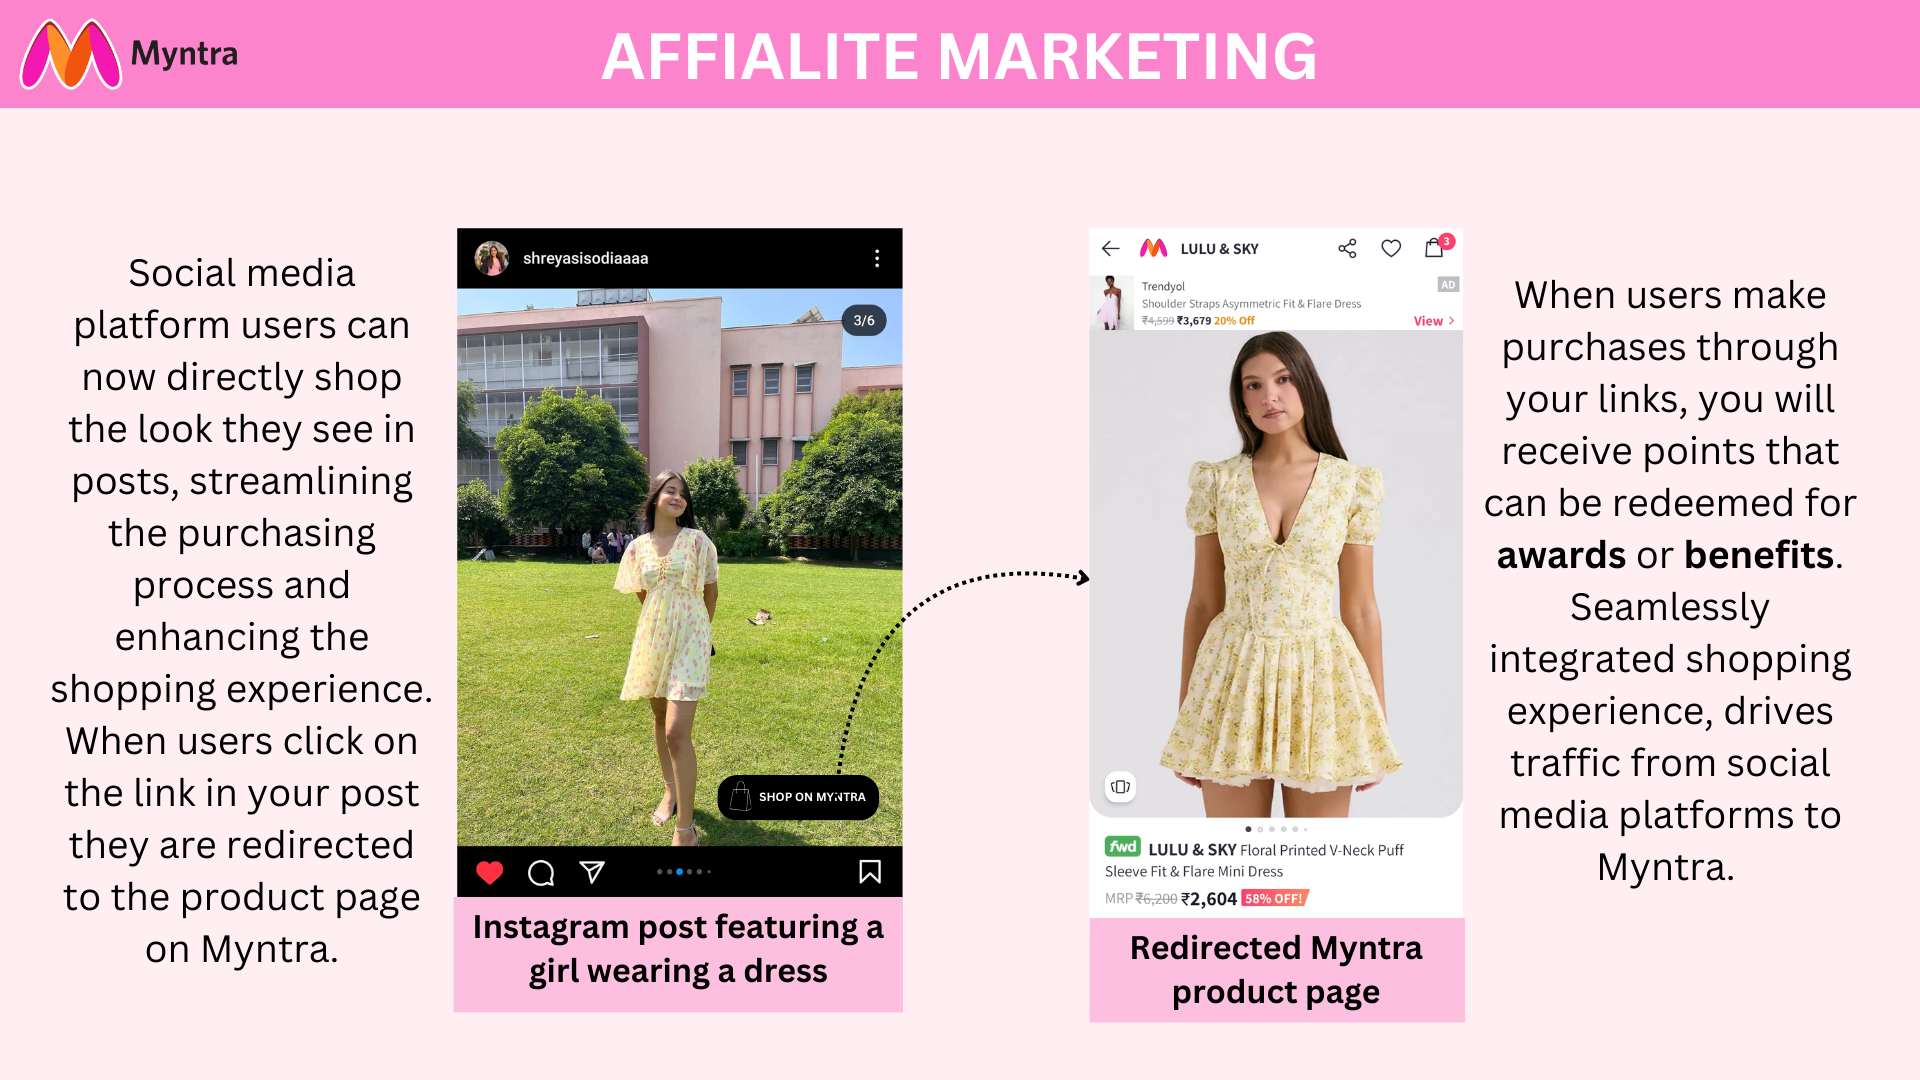 Myntra
AFFIALITE MARKETING
Social media
platform users can
now directly shop
the look they see in
posts, streamlining
the purchasing
process and
enhancing the
shopping experience.
When users click on
the link in your post
they are redirected
to the product page
on Myntra.
shreyasisodiaaaa
3/6
SHOP ON MYNTRA
Instagram post featuring a
girl wearing a dress
LULU & SKY
3
Trendyol
AD
Shoulder Straps Asymmetric Fit & Flare Dress
₹4,599 ₹3,679 20% Off
View >
fwd LULU & SKY Floral Printed V-Neck Puff
Sleeve Fit & Flare Mini Dress
MRP ₹6,200 ₹2,604 58% OFF!
Redirected Myntra
product page
When users make
purchases through
your links, you will
receive points that
can be redeemed for
awards or benefits.
Seamlessly
integrated shopping
experience, drives
traffic from social
media platforms to
Myntra.